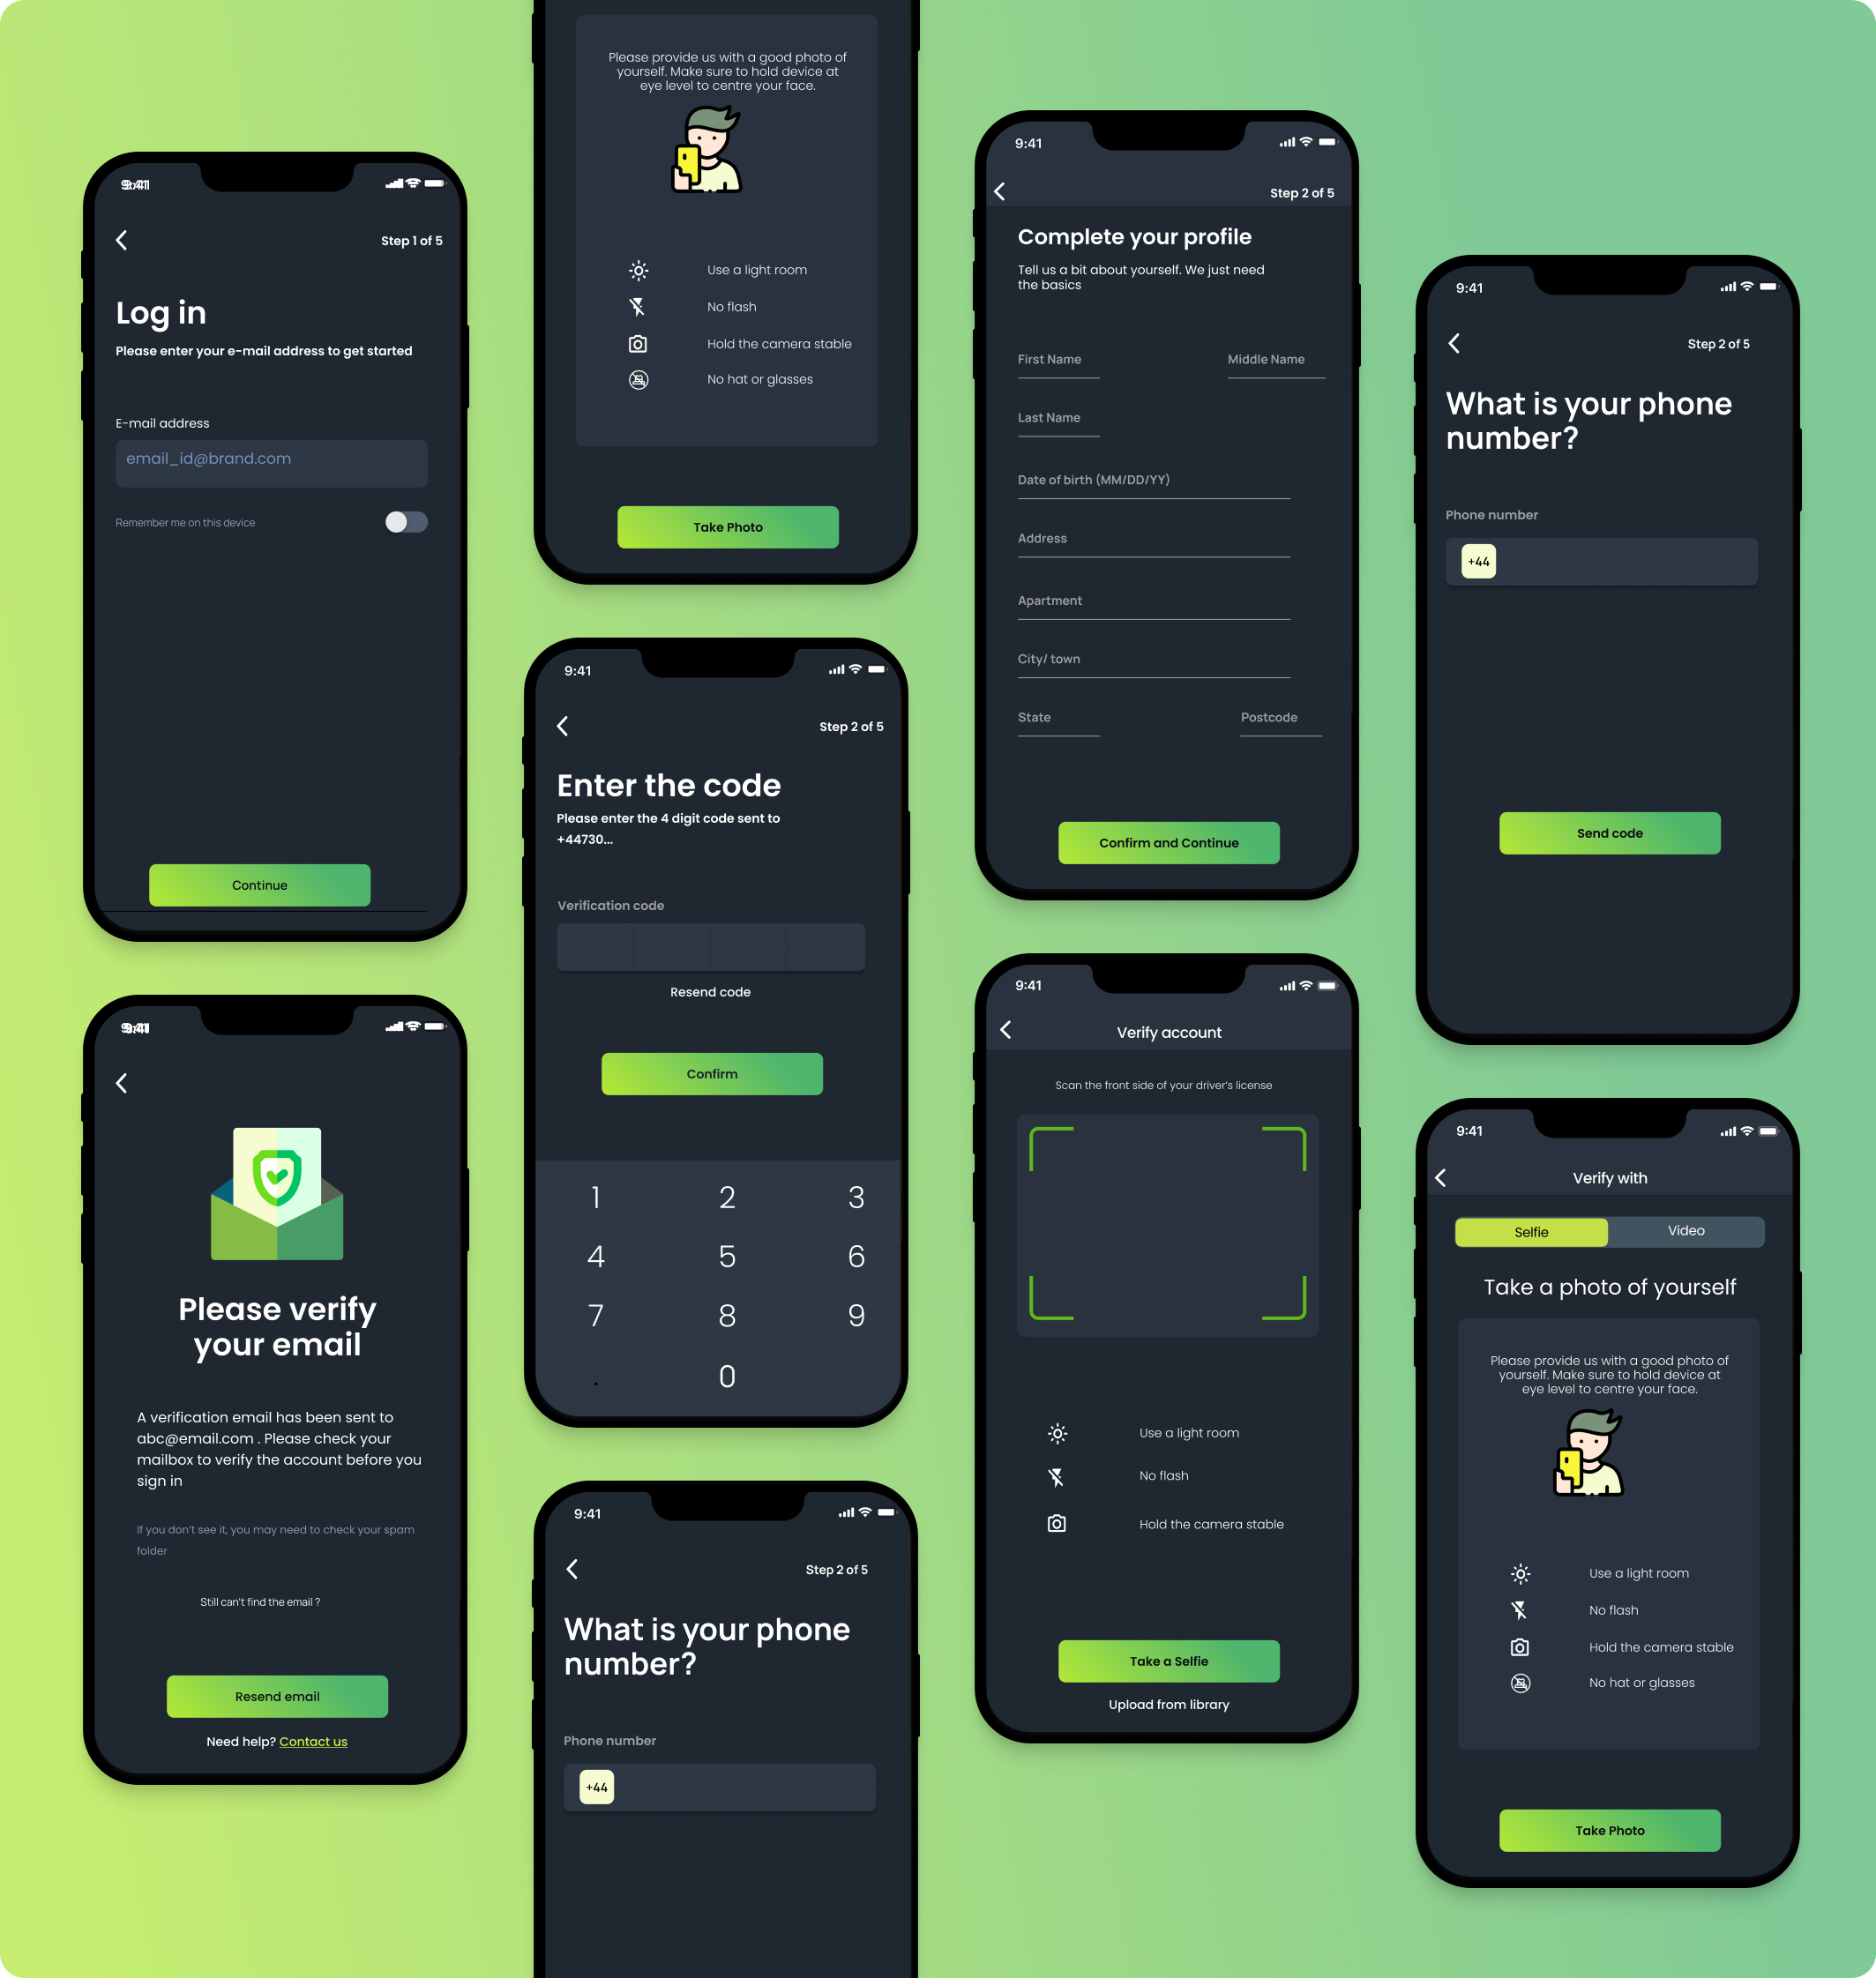 9:41
Step 1 of 5
Log in
Please enter your e-mail address to get started
E-mail address
email_id@brand.com
Remember me on this device
Continue
9:41
Please verify
your email
A verification email has been sent to
abc@email.com . Please check your
mailbox to verify the account before you
sign in
If you don't see it, you may need to check your spam
folder
Still can't find the email ?
Resend email
Need help? Contact us
Please provide us with a good photo of
yourself. Make sure to hold device at
eye level to centre your face.
Use a light room
No flash
Hold the camera stable
No hat or glasses
Take Photo
9:41
Step 2 of 5
Enter the code
Please enter the 4 digit code sent to
+44730...
Verification code
Resend code
Confirm
1 2 3
4 5 6
7 8 9
. 0
9:41
Step 2 of 5
What is your phone
number?
Phone number
+44
9:41
Step 2 of 5
Complete your profile
Tell us a bit about yourself. We just need
the basics
First Name Middle Name
Last Name
Date of birth (MM/DD/YY)
Address
Apartment
City/ town
State Postcode
Confirm and Continue
9:41
Verify account
Scan the front side of your driver's license
Use a light room
No flash
Hold the camera stable
Take a Selfie
Upload from library
9:41
Step 2 of 5
What is your phone
number?
Phone number
+44
Send code
9:41
Verify with
Selfie Video
Take a photo of yourself
Please provide us with a good photo of
yourself. Make sure to hold device at
eye level to centre your face.
Use a light room
No flash
Hold the camera stable
No hat or glasses
Take Photo